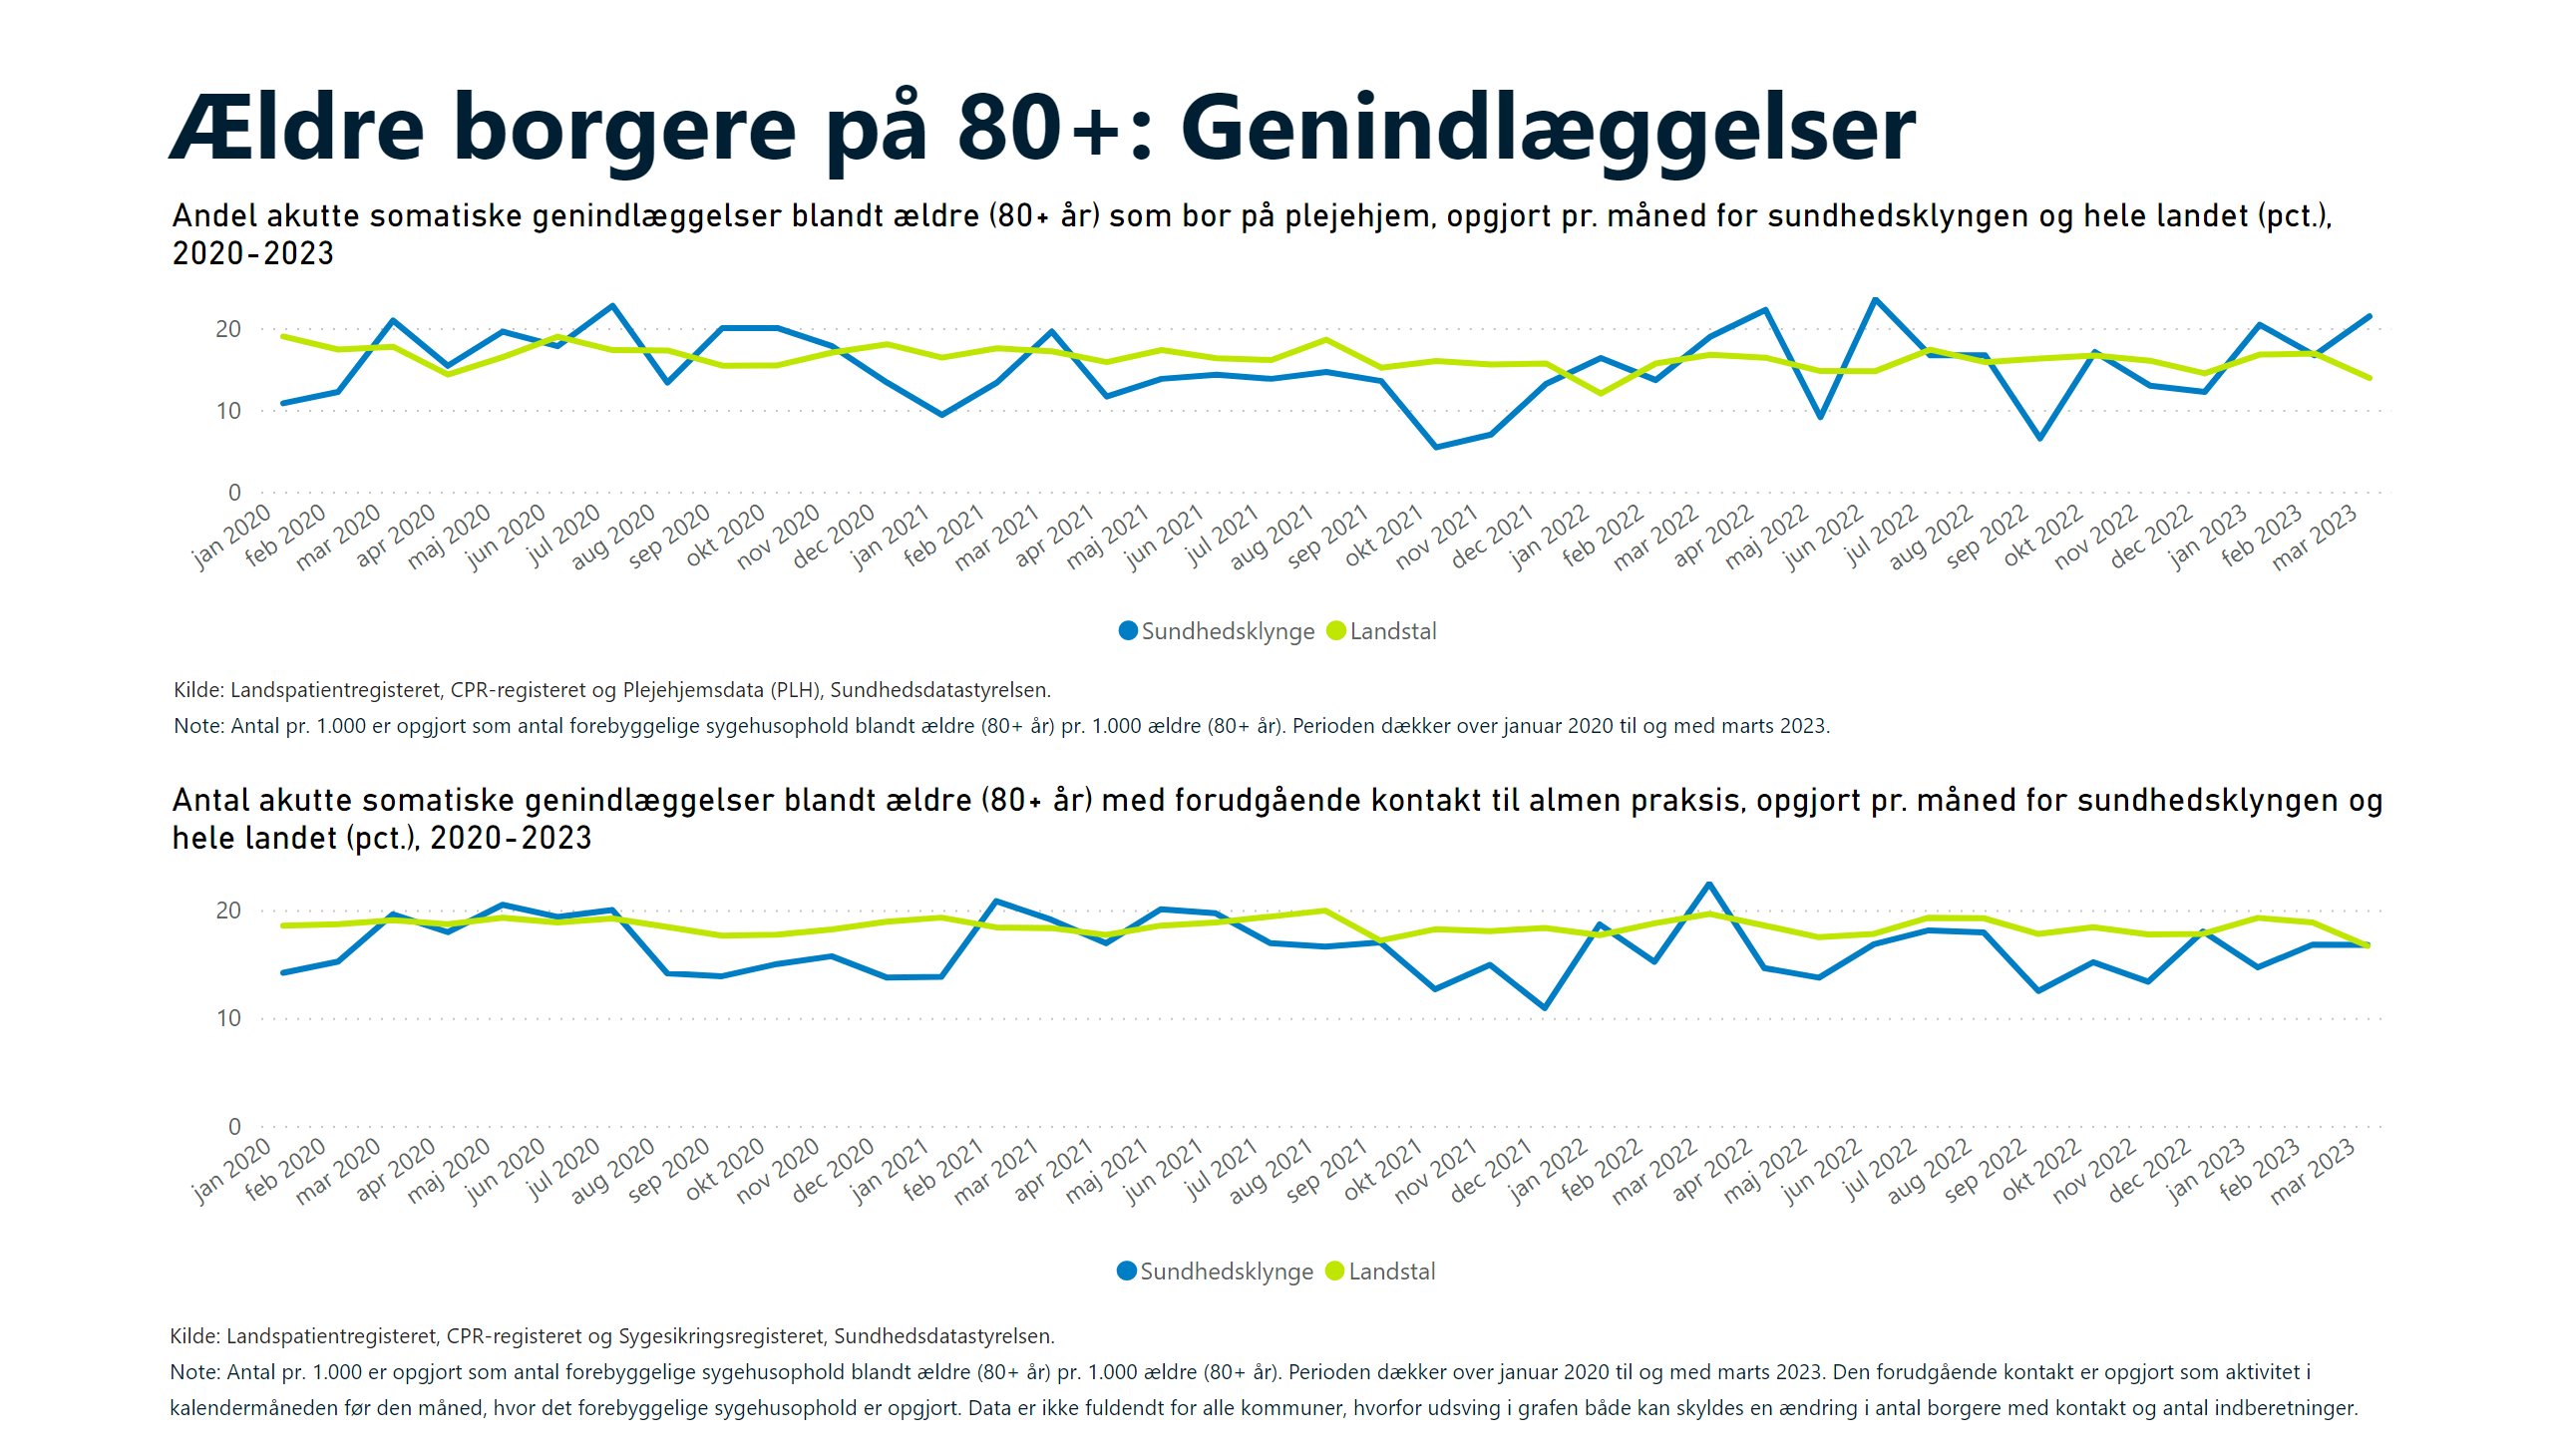 Ældre borgere på 80+: Genindlæggelser
Andel akutte somatiske genindlæggelser blandt ældre (80+ år) som bor på plejehjem, opgjort pr. måned for sundhedsklyngen og hele landet (pct.),
2020-2023
20
10
0
jan 2020 feb 2020 mar 2020 apr 2020 maj 2020 jun 2020 jul 2020 aug 2020 sep 2020 okt 2020 nov 2020 dec 2020 jan 2021 feb 2021 mar 2021 apr 2021 maj 2021 jun 2021 jul 2021 aug 2021 sep 2021 okt 2021 nov 2021 dec 2021 jan 2022 feb 2022 mar 2022 apr 2022 maj 2022 jun 2022 jul 2022 aug 2022 sep 2022 okt 2022 nov 2022 dec 2022 jan 2023 feb 2023 mar 2023
Sundhedsklynge Landstal
Kilde: Landspatientregisteret, CPR-registeret og Plejehjemsdata (PLH), Sundhedsdatastyrelsen.
Note: Antal pr. 1.000 er opgjort som antal forebyggelige sygehusophold blandt ældre (80+ år) pr. 1.000 ældre (80+ år). Perioden dækker over januar 2020 til og med marts 2023.
Antal akutte somatiske genindlæggelser blandt ældre (80+ år) med forudgående kontakt til almen praksis, opgjort pr. måned for sundhedsklyngen og
hele landet (pct.), 2020-2023
20
10
0
jan 2020 feb 2020 mar 2020 apr 2020 maj 2020 jun 2020 jul 2020 aug 2020 sep 2020 okt 2020 nov 2020 dec 2020 jan 2021 feb 2021 mar 2021 apr 2021 maj 2021 jun 2021 jul 2021 aug 2021 sep 2021 okt 2021 nov 2021 dec 2021 jan 2022 feb 2022 mar 2022 apr 2022 maj 2022 jun 2022 jul 2022 aug 2022 sep 2022 okt 2022 nov 2022 dec 2022 jan 2023 feb 2023 mar 2023
Sundhedsklynge Landstal
Kilde: Landspatientregisteret, CPR-registeret og Sygesikringsregisteret, Sundhedsdatastyrelsen.
Note: Antal pr. 1.000 er opgjort som antal forebyggelige sygehusophold blandt ældre (80+ år) pr. 1.000 ældre (80+ år). Perioden dækker over januar 2020 til og med marts 2023. Den forudgående kontakt er opgjort som aktivitet i
kalendermåneden før den måned, hvor det forebyggelige sygehusophold er opgjort. Data er ikke fuldendt for alle kommuner, hvorfor udsving i grafen både kan skyldes en ændring i antal borgere med kontakt og antal indberetninger.